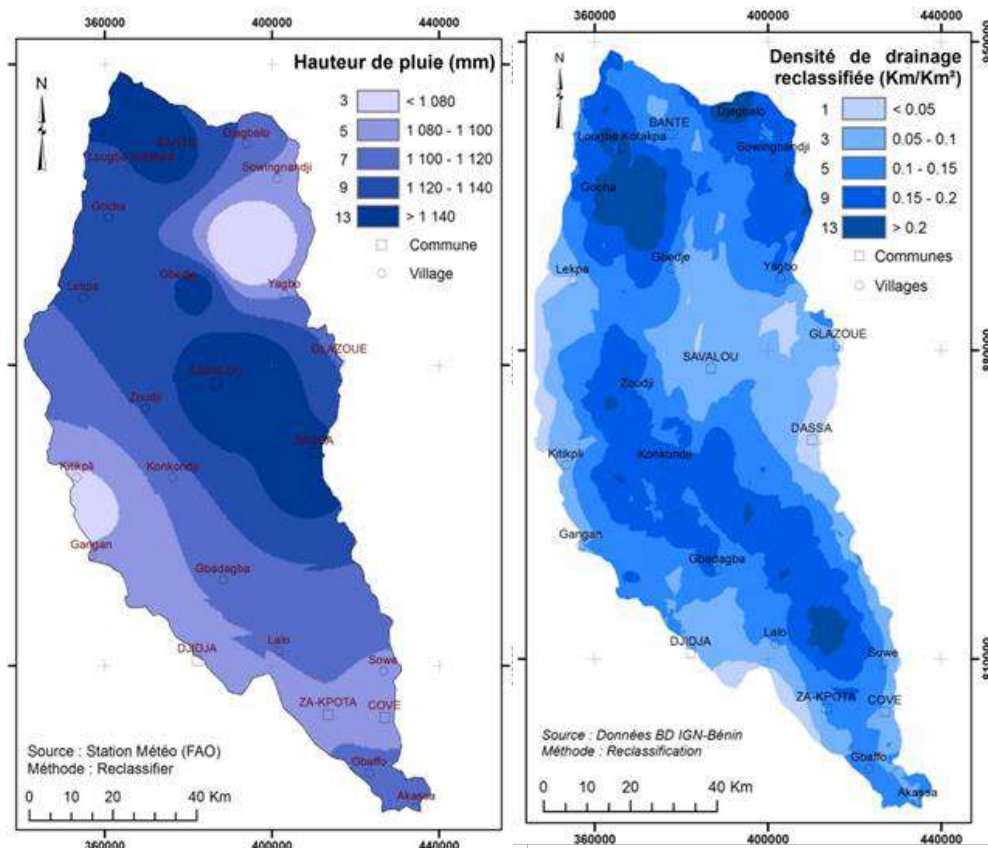 360000 400000 440000
Hauteur de pluie (mm)
N
3 < 1 080
5 1 080 - 1 100
7 1 100 - 1 120
9 1 120 - 1 140
13 > 1 140
Commune
Village
BANTE
Djagbalo
Lougba Kotakpa
Sowingnandji
Gocha
Gbedje
Lekpa
Yagbo
GLAZOUE
SAVALOU
Zoudji
DASSA
Kitikpli
Konkondji
Gangan
Gbadagba
Lalo
DJIDJA
Sowe
ZA-KPOTA
COVE
Gbaffo
Akassa
Source : Station Météo (FAO)
Méthode : Reclassifier
0 10 20 40 Km
360000 400000 440000
360000 400000 440000
Densité de drainage
reclassifiée (Km/Km²)
N
1 < 0.05
3 0.05 - 0.1
5 0.1 - 0.15
9 0.15 - 0.2
13 > 0.2
Communes
Villages
950000
880000
810000
Djagbalo
BANTE
Lougba Kotakpa
Sowingnandji
Gocha
Gbedje
Lekpa
Yagbo
GLAZOUE
SAVALOU
Zoudji
DASSA
Kitikpli
Konkondji
Gangan
Gbadagba
DJIDJA
Lalo
Sowe
ZA-KPOTA
COVE
Gbaffo
Akassa
Source : Données BD IGN-Bénin
Méthode : Reclassification
0 10 20 40 Km
360000 400000 440000